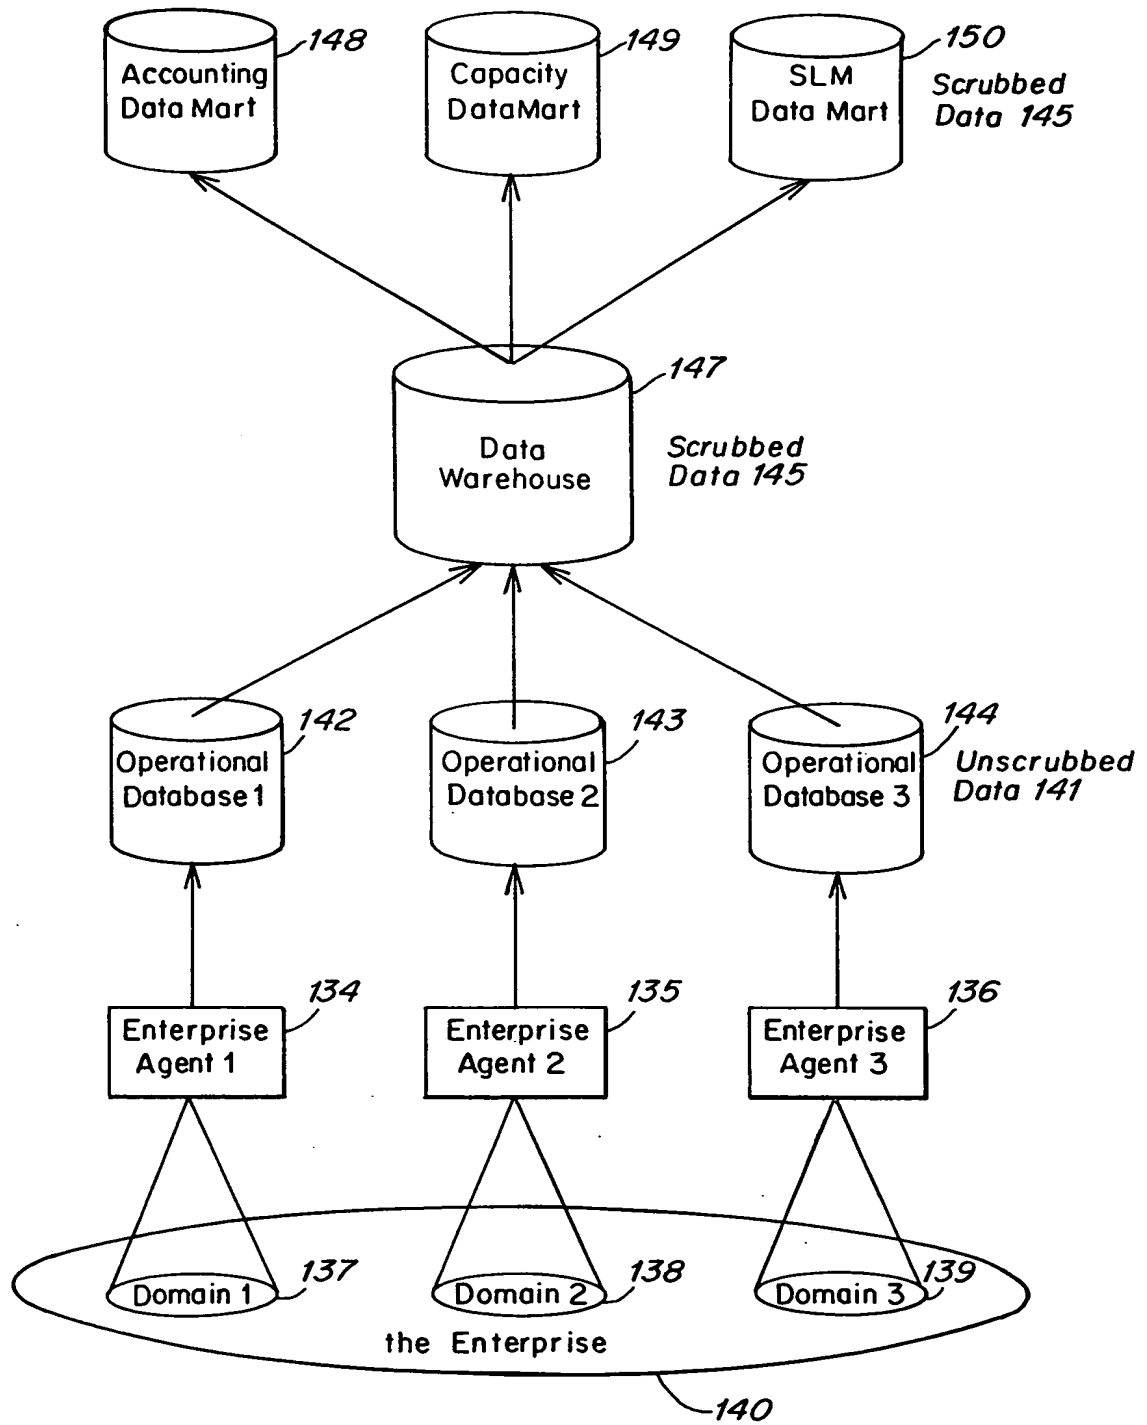 148
149
150
Accounting
Data Mart
Capacity
DataMart
SLM
Data Mart
Scrubbed
Data 145
147
Data
Warehouse
Scrubbed
Data 145
142
143
144
Operational
Database 1
Operational
Database 2
Operational
Database 3
Unscrubbed
Data 141
134
135
136
Enterprise
Agent 1
Enterprise
Agent 2
Enterprise
Agent 3
137
138
139
Domain 1
Domain 2
Domain 3
the Enterprise
140